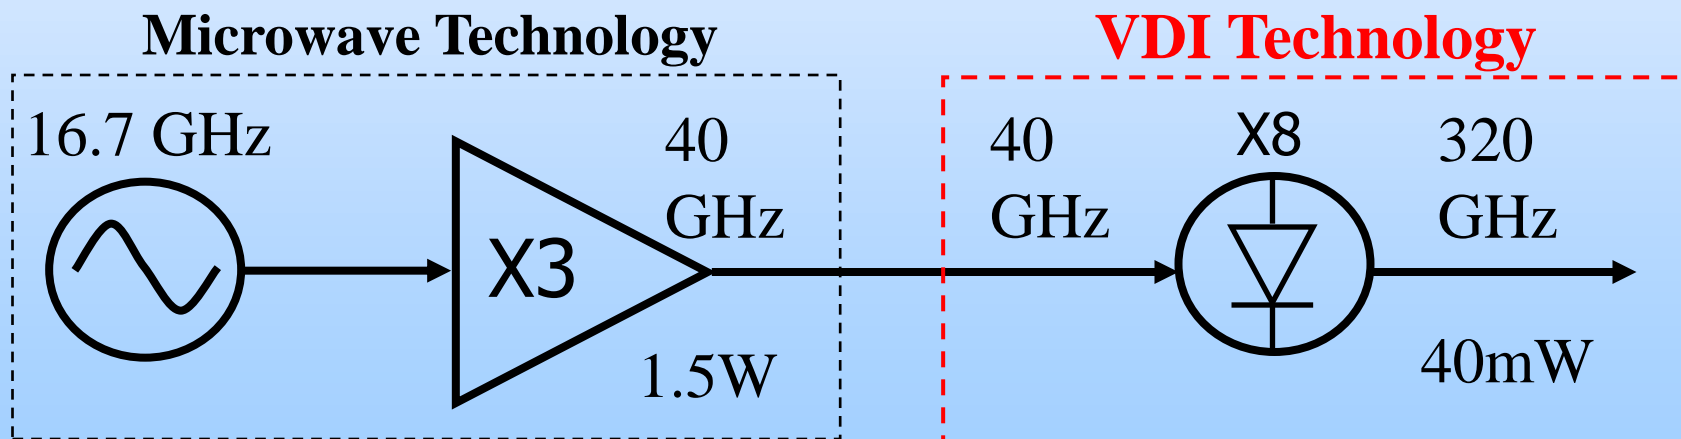 Microwave Technology
VDI Technology
16.7 GHz
X3
40
GHz
1.5W
40
GHz
X8
320
GHz
40mW